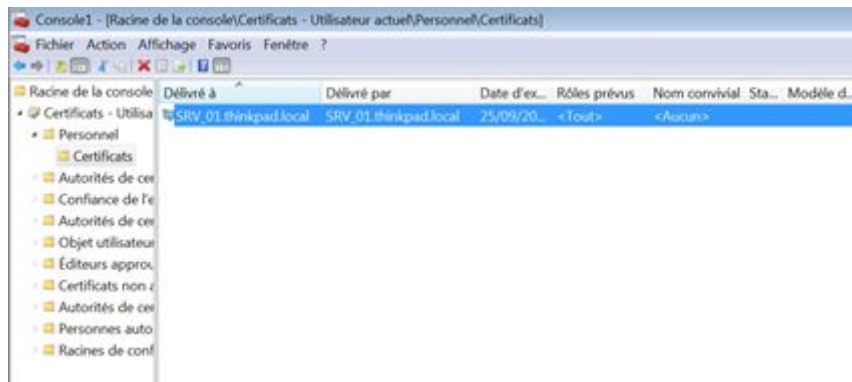 Console1 - [Racine de la console\Certificats - Utilisateur actuel\Personnel\Certificats]
Fichier Action Affichage Favoris Fenêtre ?
Racine de la console
Délivré à Délivré par Date d'ex... Rôles prévus Nom convivial Sta... Modèle d...
Certificats - Utilisa
SRV_01.thinkpad.local SRV_01.thinkpad.local 25/09/20... <Tout> <Aucun>
Personnel
Certificats
Autorités de cer
Confiance de l'e
Autorités de cer
Objet utilisateur
Éditeurs approu
Certificats non a
Autorités de cer
Personnes auto
Racines de conf